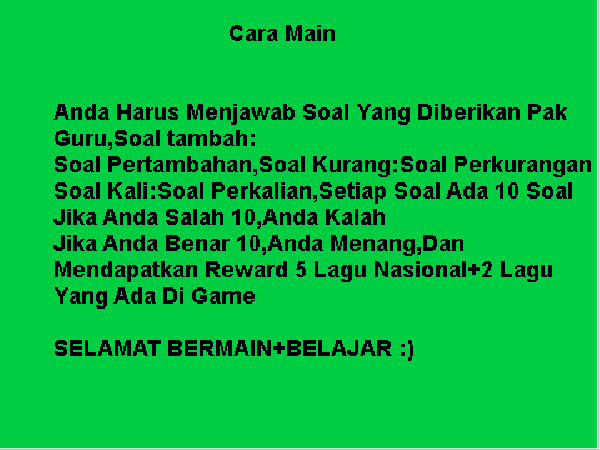 Cara Main
Anda Harus Menjawab Soal Yang Diberikan Pak
Guru,Soal tambah:
Soal Pertambahan,Soal Kurang:Soal Perkurangan
Soal Kali:Soal Perkalian,Setiap Soal Ada 10 Soal
Jika Anda Salah 10,Anda Kalah
Jika Anda Benar 10,Anda Menang,Dan
Mendapatkan Reward 5 Lagu Nasional+2 Lagu
Yang Ada Di Game
SELAMAT BERMAIN+BELAJAR :)